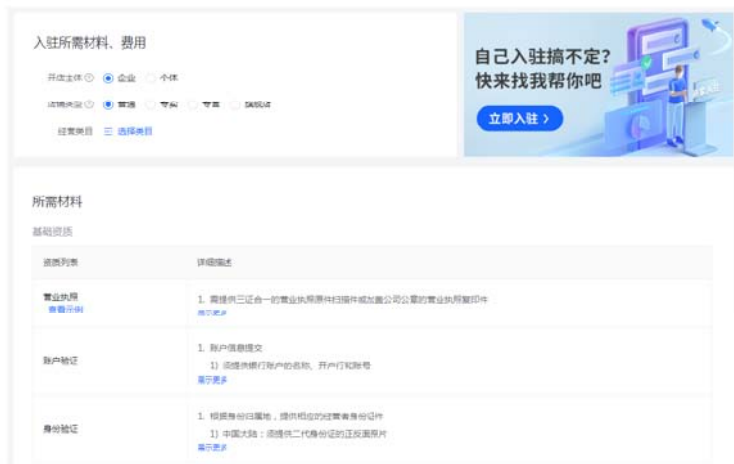 入驻所需材料、费用
开店主体 企业 个体
店铺类型 普通 专卖 专营 旗舰店
经营类目 选择类目
自己入驻搞不定?
快来找我帮你吧
立即入驻 >
所需材料
基础资质
资质列表 详细描述
营业执照
查看示例
1. 需提供三证合一的营业执照原件扫描件或加盖公司公章的营业执照复印件
展示更多
账户验证
1. 账户信息提交
1) 须提供银行账户的名称、开户行和账号
展示更多
身份验证
1. 根据身份归属地，提供相应的经营者身份证件
1) 中国大陆：须提供二代身份证的正反面照片
展示更多